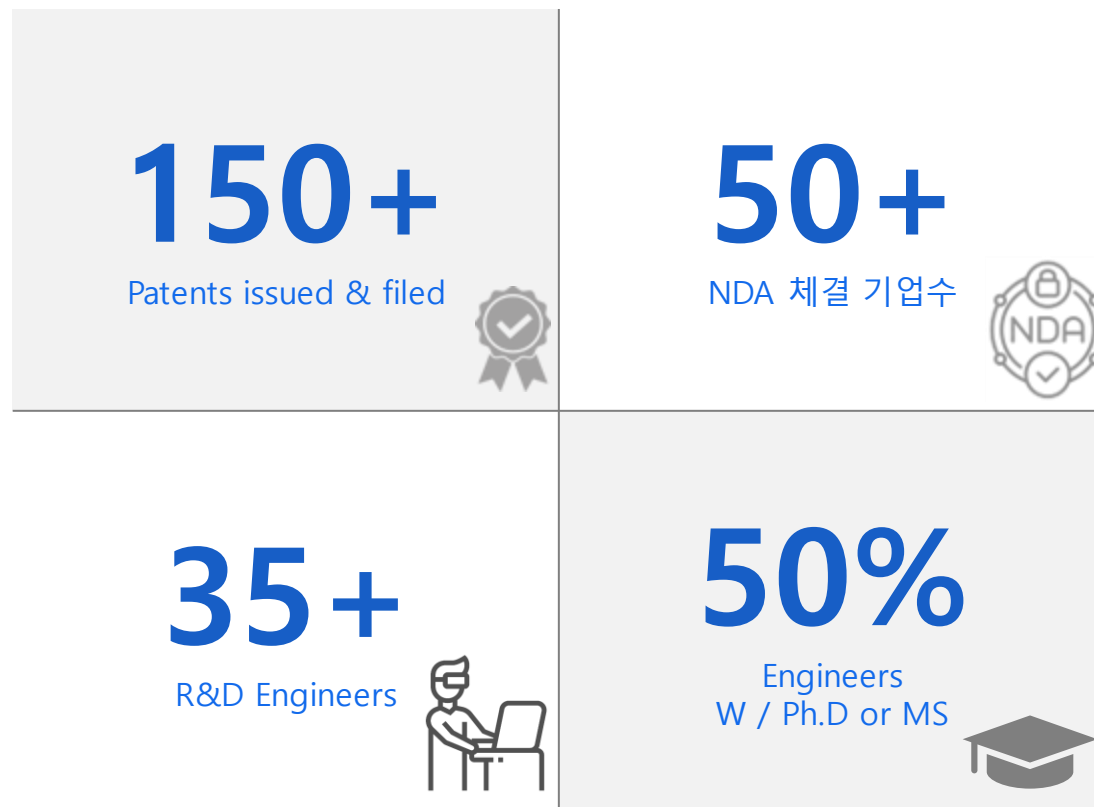 150+
Patents issued & filed
50+
NDA 체결 기업수
NDA
35+
R&D Engineers
50%
Engineers
W / Ph.D or MS